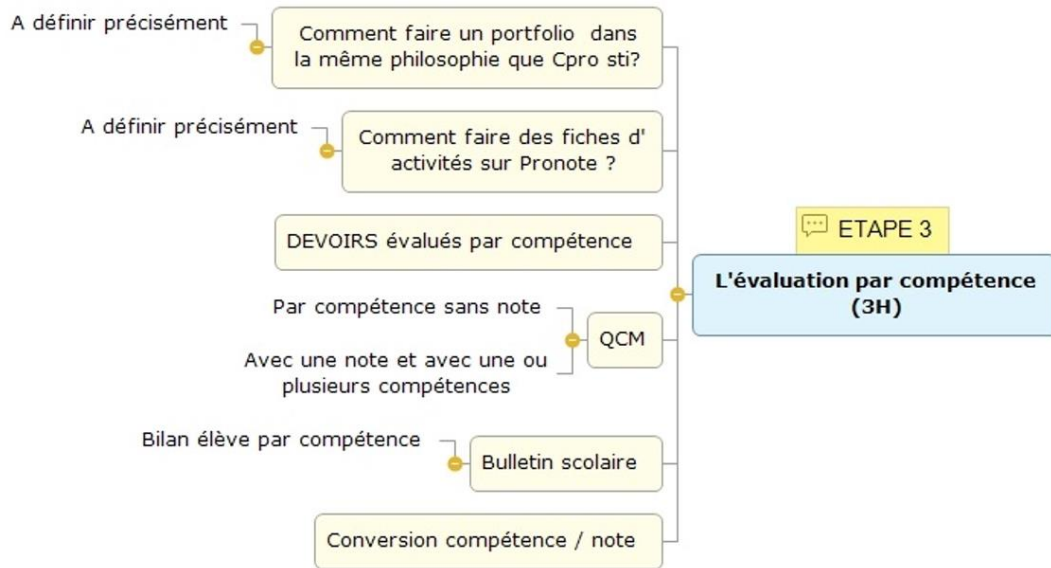 A définir précisément
Comment faire un portfolio dans
la même philosophie que Cpro sti?
A définir précisément
Comment faire des fiches d'
activités sur Pronote ?
DEVOIRS évalués par compétence
Par compétence sans note
Avec une note et avec une ou
plusieurs compétences
QCM
Bilan élève par compétence
Bulletin scolaire
Conversion compétence / note
ETAPE 3
L'évaluation par compétence
(3H)